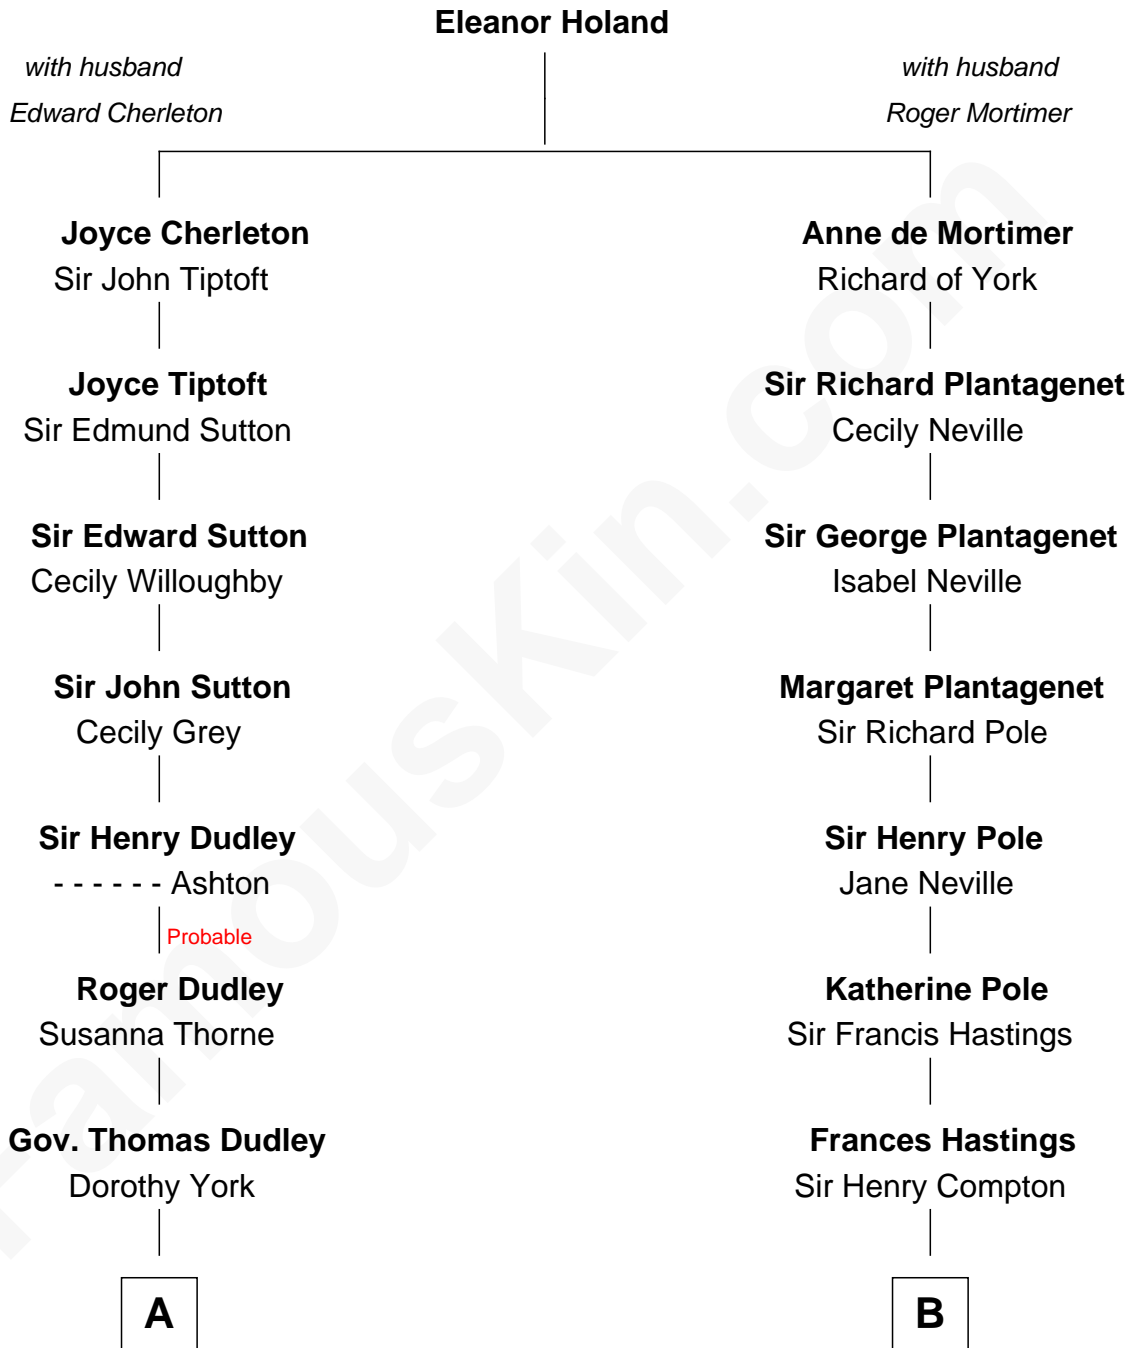 Eleanor Holand
with husband
Edward Cherleton
with husband
Roger Mortimer
Joyce Cherleton
Sir John Tiptoft
Anne de Mortimer
Richard of York
Joyce Tiptoft
Sir Edmund Sutton
Sir Richard Plantagenet
Cecily Neville
Sir Edward Sutton
Cecily Willoughby
Sir George Plantagenet
Isabel Neville
Sir John Sutton
Cecily Grey
Margaret Plantagenet
Sir Richard Pole
Sir Henry Dudley
- - - - - - Ashton
Sir Henry Pole
Jane Neville
Probable
Roger Dudley
Susanna Thorne
Katherine Pole
Sir Francis Hastings
Gov. Thomas Dudley
Dorothy York
Frances Hastings
Sir Henry Compton
A
B
FamousKin.com